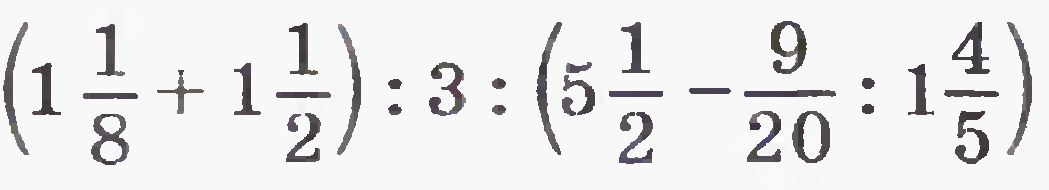 (1 1/8 + 1 1/2) : 3 : (5 1/2 − 9/20 : 1 4/5)